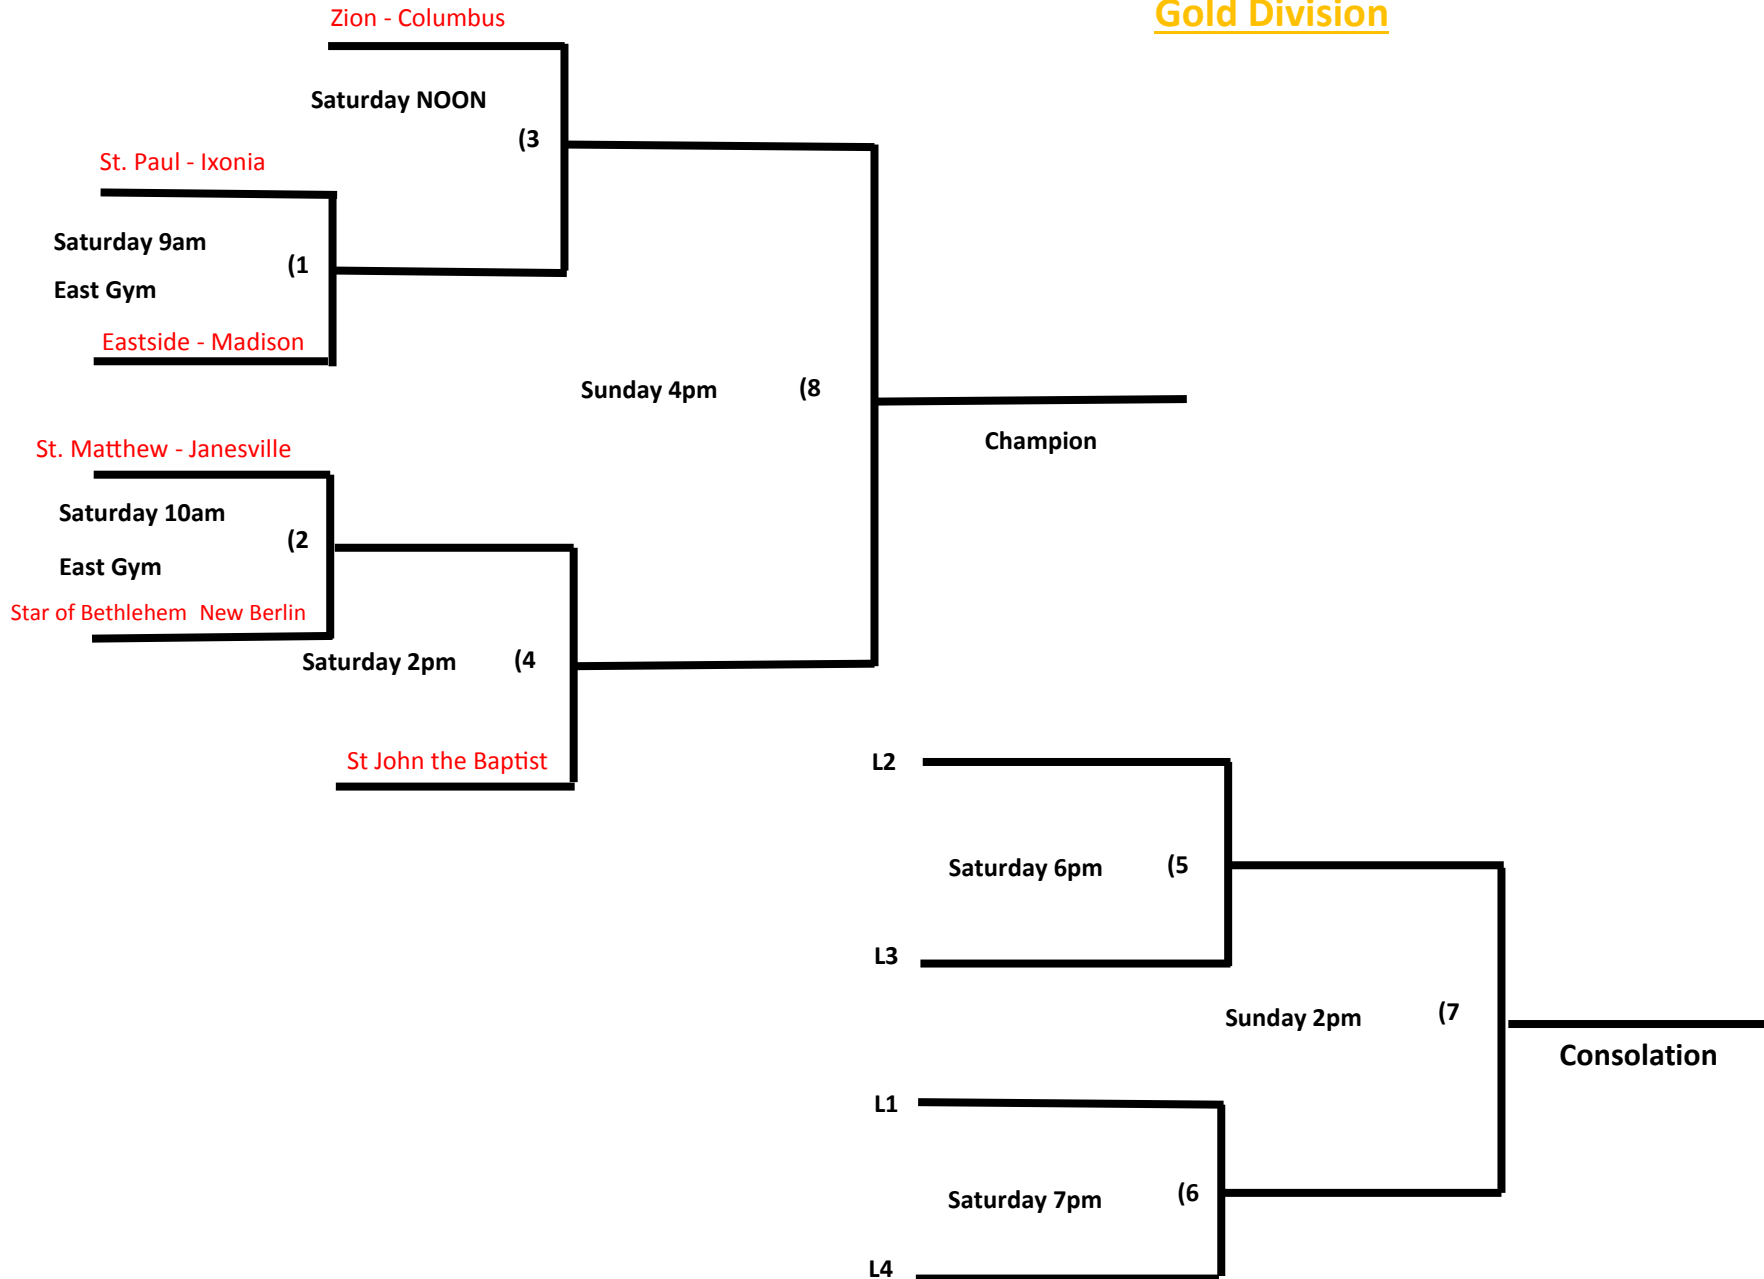 Gold Division
Zion - Columbus
Saturday NOON
(3
St. Paul - Ixonia
Saturday 9am
(1
East Gym
Eastside - Madison
Sunday 4pm
(8
Champion
St. Matthew - Janesville
Saturday 10am
(2
East Gym
Star of Bethlehem  New Berlin
Saturday 2pm
(4
St John the Baptist
L2
Saturday 6pm
(5
L3
Sunday 2pm
(7
Consolation
L1
Saturday 7pm
(6
L4